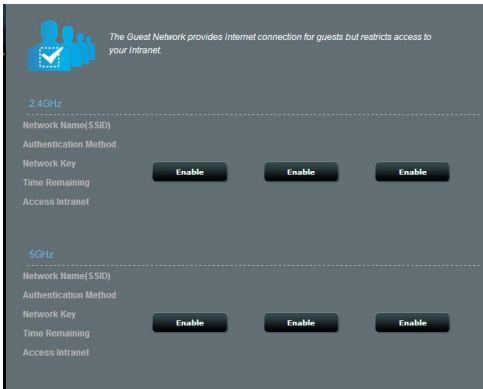 The Guest Network provides Internet connection for guests but restricts access to
your Intranet.
2.4GHz
Network Name(SSID)
Authentication Method
Network Key
Time Remaining
Access Intranet
Enable Enable Enable
5GHz
Network Name(SSID)
Authentication Method
Network Key
Time Remaining
Access Intranet
Enable Enable Enable